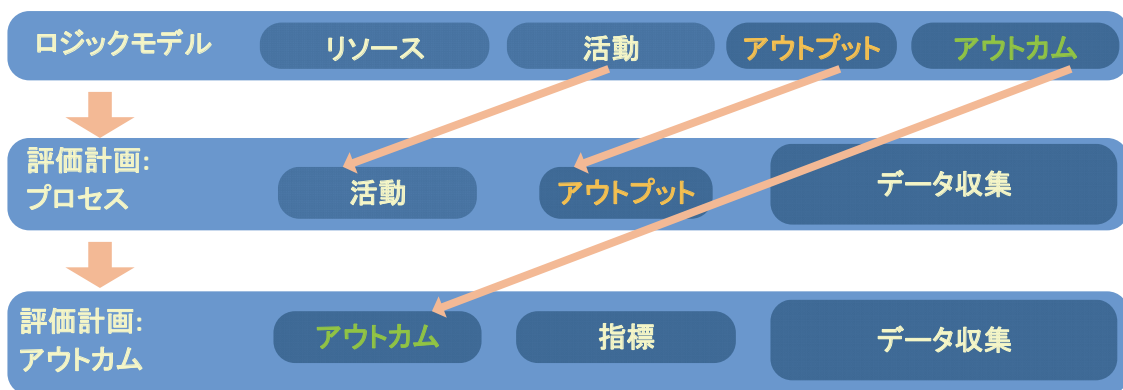 ロジックモデル
リソース
活動
アウトプット
アウトカム
評価計画:
プロセス
活動
アウトプット
データ収集
評価計画:
アウトカム
アウトカム
指標
データ収集